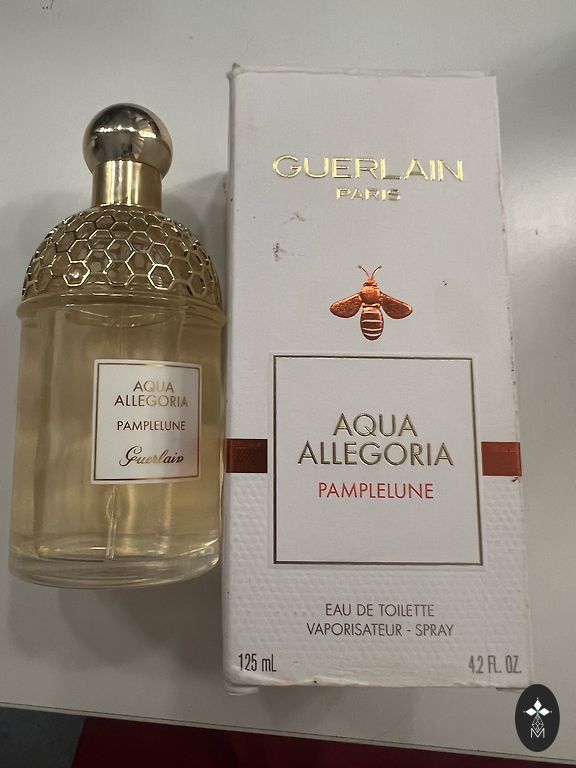 AQUA
ALLEGORIA
PAMPLELUNE
Guerlain
GUERLAIN
PARIS
AQUA
ALLEGORIA
PAMPLELUNE
EAU DE TOILETTE
VAPORISATEUR - SPRAY
125 mL 4.2 FL. OZ.
M